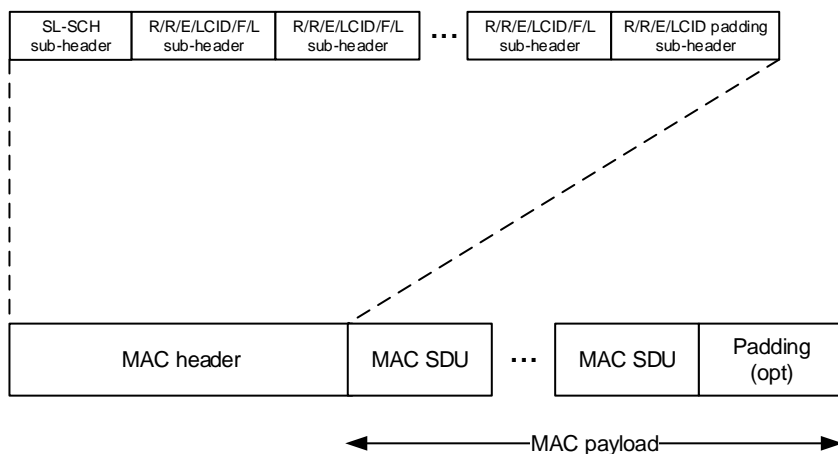 SL-SCH
sub-header
R/R/E/LCID/F/L
sub-header
R/R/E/LCID/F/L
sub-header
...
R/R/E/LCID/F/L
sub-header
R/R/E/LCID padding
sub-header
MAC header
MAC SDU
...
MAC SDU
Padding
(opt)
MAC payload